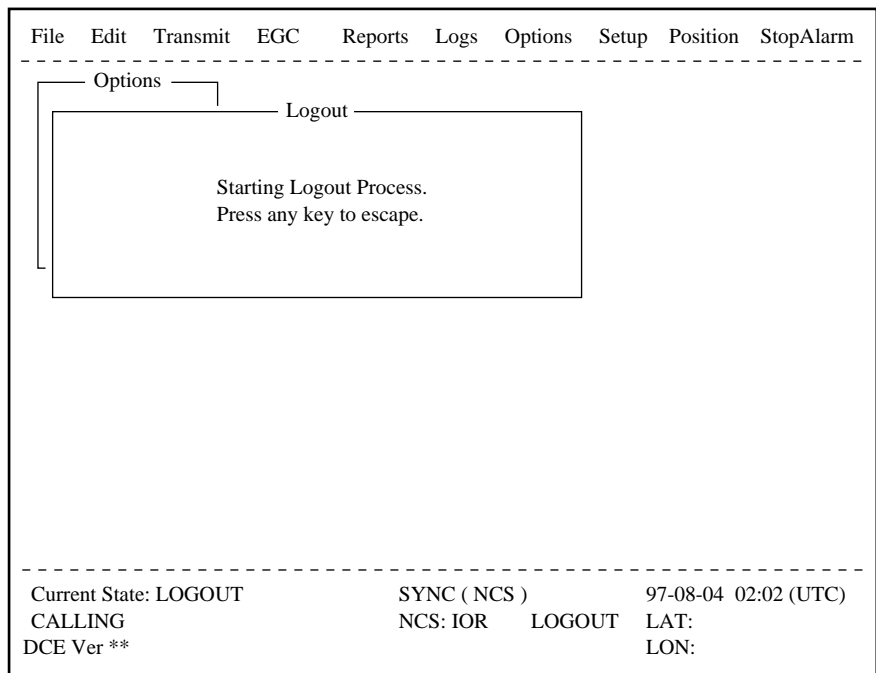 File Edit Transmit EGC Reports Logs Options Setup Position StopAlarm
Options
Logout
Starting Logout Process.
Press any key to escape.
Current State: LOGOUT SYNC ( NCS ) 97-08-04 02:02 (UTC)
CALLING NCS: IOR LOGOUT LAT:
DCE Ver ** LON: